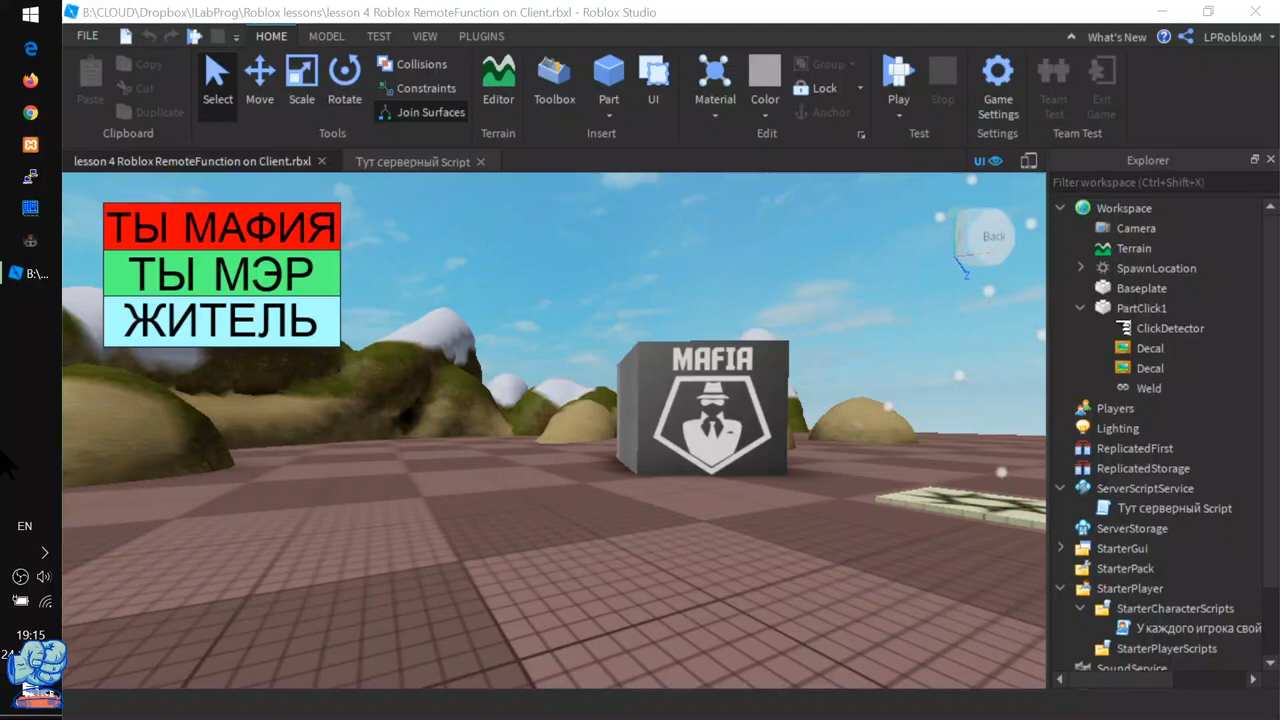 B:\CLOUD\Dropbox\!LabProg\Roblox lessons\lesson 4 Roblox RemoteFunction on Client.rbxl - Roblox Studio
FILE HOME MODEL TEST VIEW PLUGINS What's New LPRobloxM
Paste Copy Cut Duplicate
Clipboard
Select Move Scale Rotate Collisions Constraints Join Surfaces
Tools
Editor
Terrain
Toolbox Part UI
Insert
Material Color Group Lock Anchor
Edit
Play Stop
Test
Game Settings
Settings
Team Test Exit Game
Team Test
lesson 4 Roblox RemoteFunction on Client.rbxl
Тут серверный Script
UI
Explorer
Filter workspace (Ctrl+Shift+X)
ТЫ МАФИЯ
ТЫ МЭР
ЖИТЕЛЬ
Back
Z
MAFIA
Workspace
Camera
Terrain
SpawnLocation
Baseplate
PartClick1
ClickDetector
Decal
Decal
Weld
Players
Lighting
ReplicatedFirst
ReplicatedStorage
ServerScriptService
Тут серверный Script
ServerStorage
StarterGui
StarterPack
StarterPlayer
StarterCharacterScripts
У каждого игрока свой
StarterPlayerScripts
SoundService
B:\...
EN
19:15